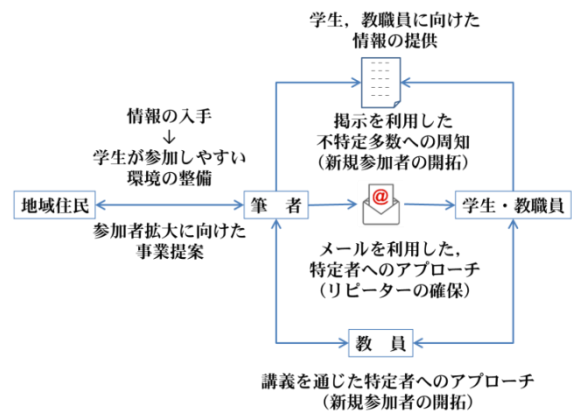 学生，教職員に向けた
情報の提供
情報の入手
↓
学生が参加しやすい
環境の整備
掲示を利用した
不特定多数への周知
（新規参加者の開拓）
地域住民
筆　者
@
学生・教職員
参加者拡大に向けた
事業提案
メールを利用した，
特定者へのアプローチ
（リピーターの確保）
教　員
講義を通じた特定者へのアプローチ
（新規参加者の開拓）